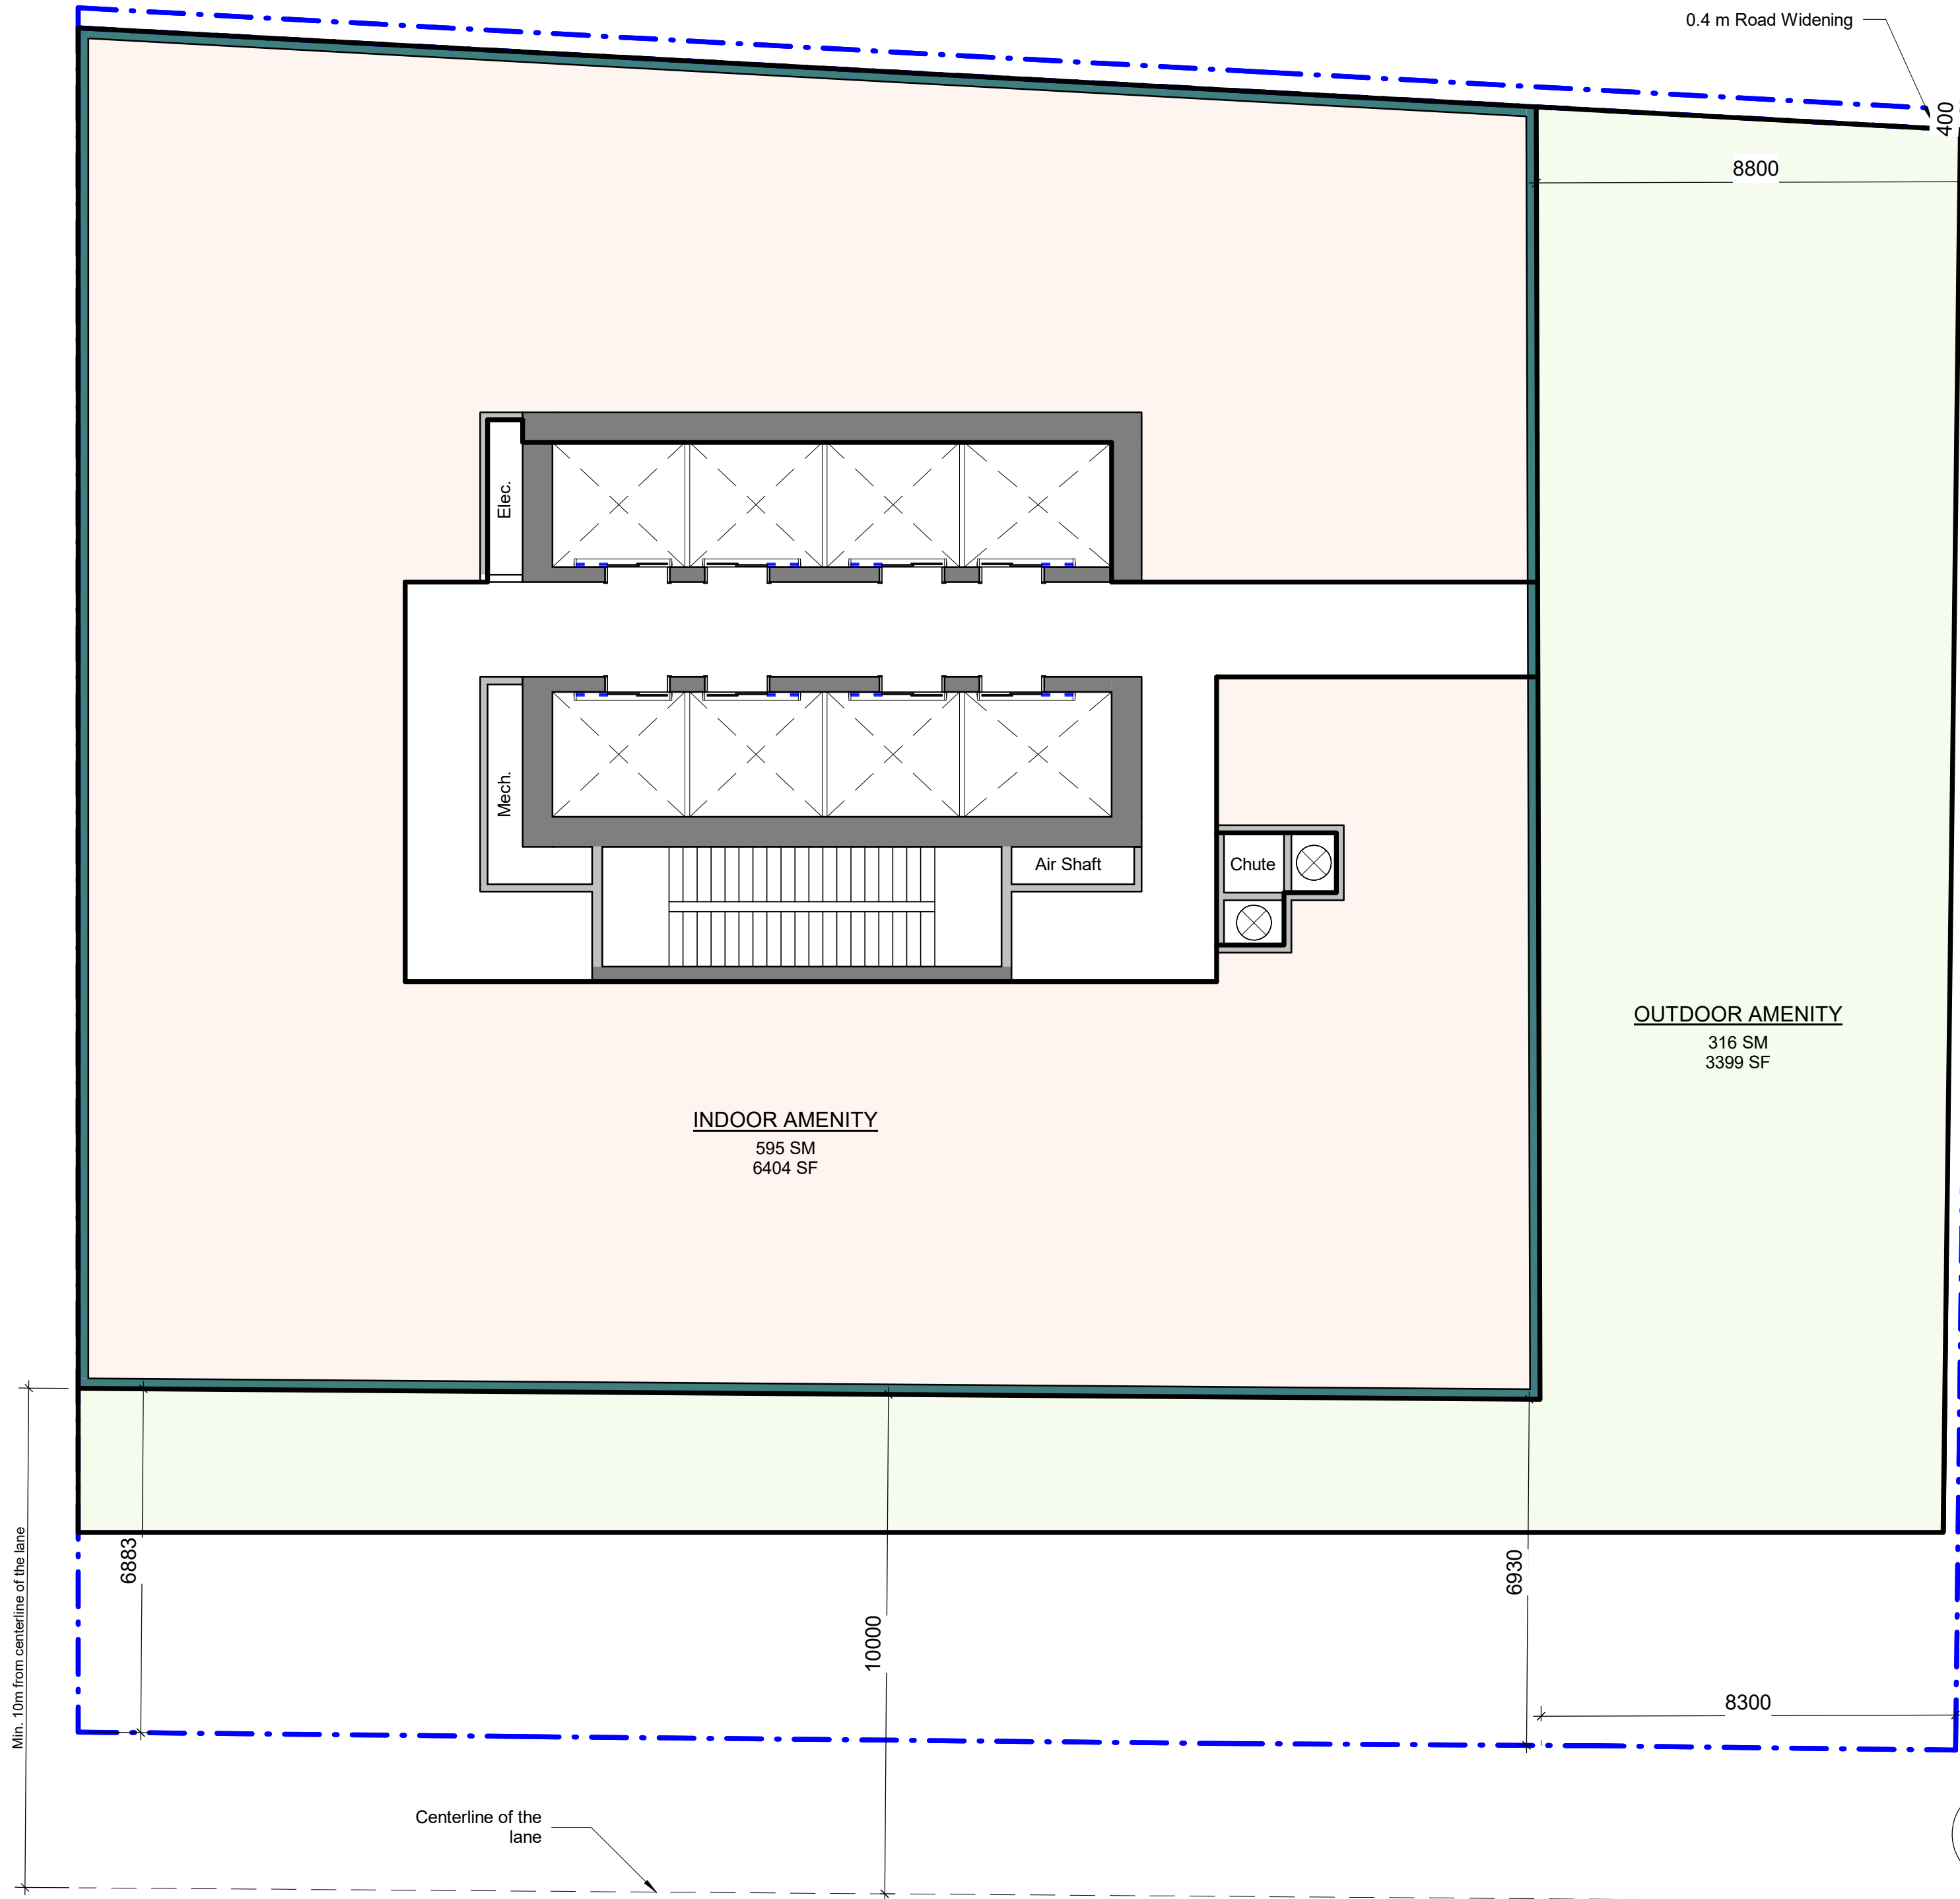 0.4 m Road Widening
400
8800
Elec.
Mech.
Air Shaft
Chute
OUTDOOR AMENITY
316 SM
3399 SF
INDOOR AMENITY
595 SM
6404 SF
Min. 10m from centerline of the lane
6883
10000
6930
8300
Centerline of the
lane